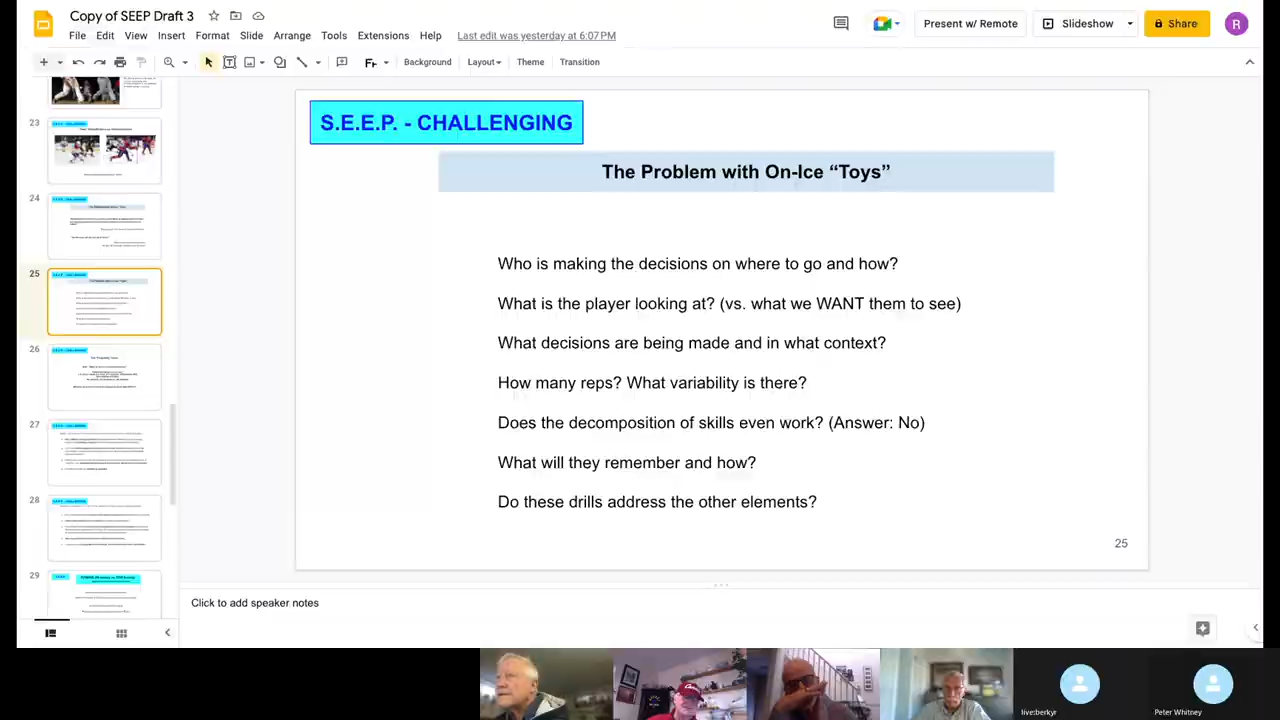 Copy of SEEP Draft 3
File Edit View Insert Format Slide Arrange Tools Extensions Help Last edit was yesterday at 6:07 PM
Present w/ Remote
Slideshow
Share
R
Background Layout Theme Transition
23
24
25
26
27
28
29
S.E.E.P. - CHALLENGING
The Problem with On-Ice “Toys”
Who is making the decisions on where to go and how?
What is the player looking at? (vs. what we WANT them to see)
What decisions are being made and in what context?
How many reps? What variability is there?
Does the decomposition of skills even work? (Answer: No)
What will they remember and how?
Do these drills address the other elements?
25
Click to add speaker notes
live:berkyr
Peter Whitney